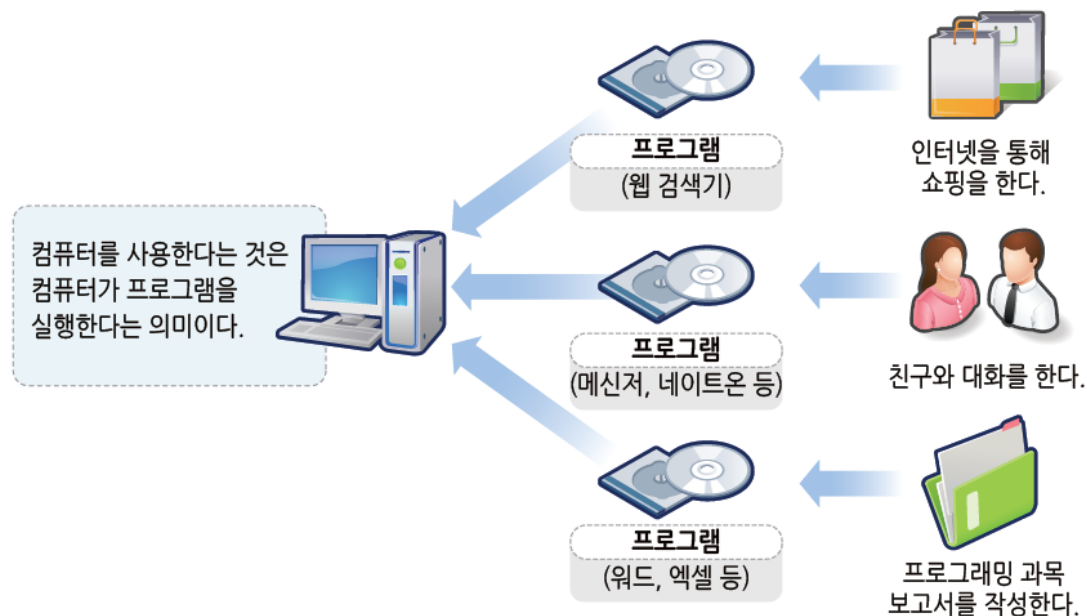 컴퓨터를 사용한다는 것은
컴퓨터가 프로그램을
실행한다는 의미이다.
프로그램
(웹 검색기)
인터넷을 통해
쇼핑을 한다.
프로그램
(메신저, 네이트온 등)
친구와 대화를 한다.
프로그램
(워드, 엑셀 등)
프로그래밍 과목
보고서를 작성한다.